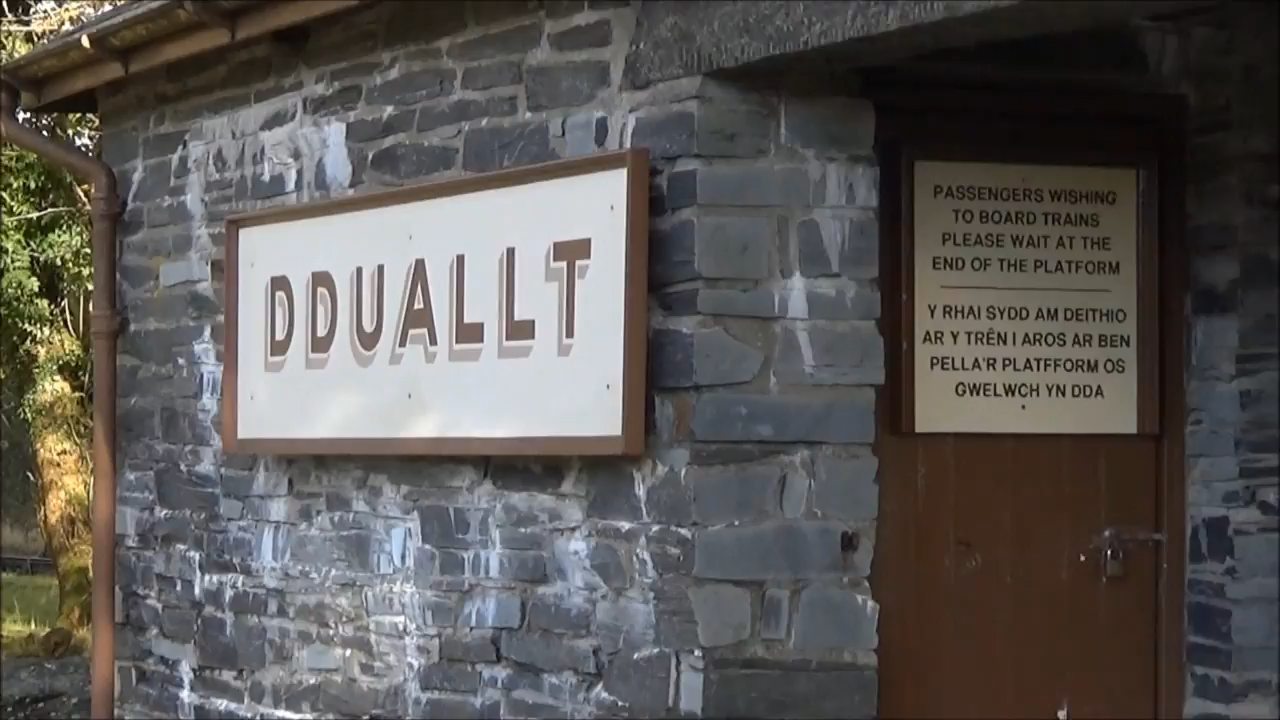 DDUALLT
PASSENGERS WISHING
TO BOARD TRAINS
PLEASE WAIT AT THE
END OF THE PLATFORM
Y RHAI SYDD AM DEITHIO
AR Y TRÊN I AROS AR BEN
PELLA'R PLATFFORM OS
GWELWCH YN DDA